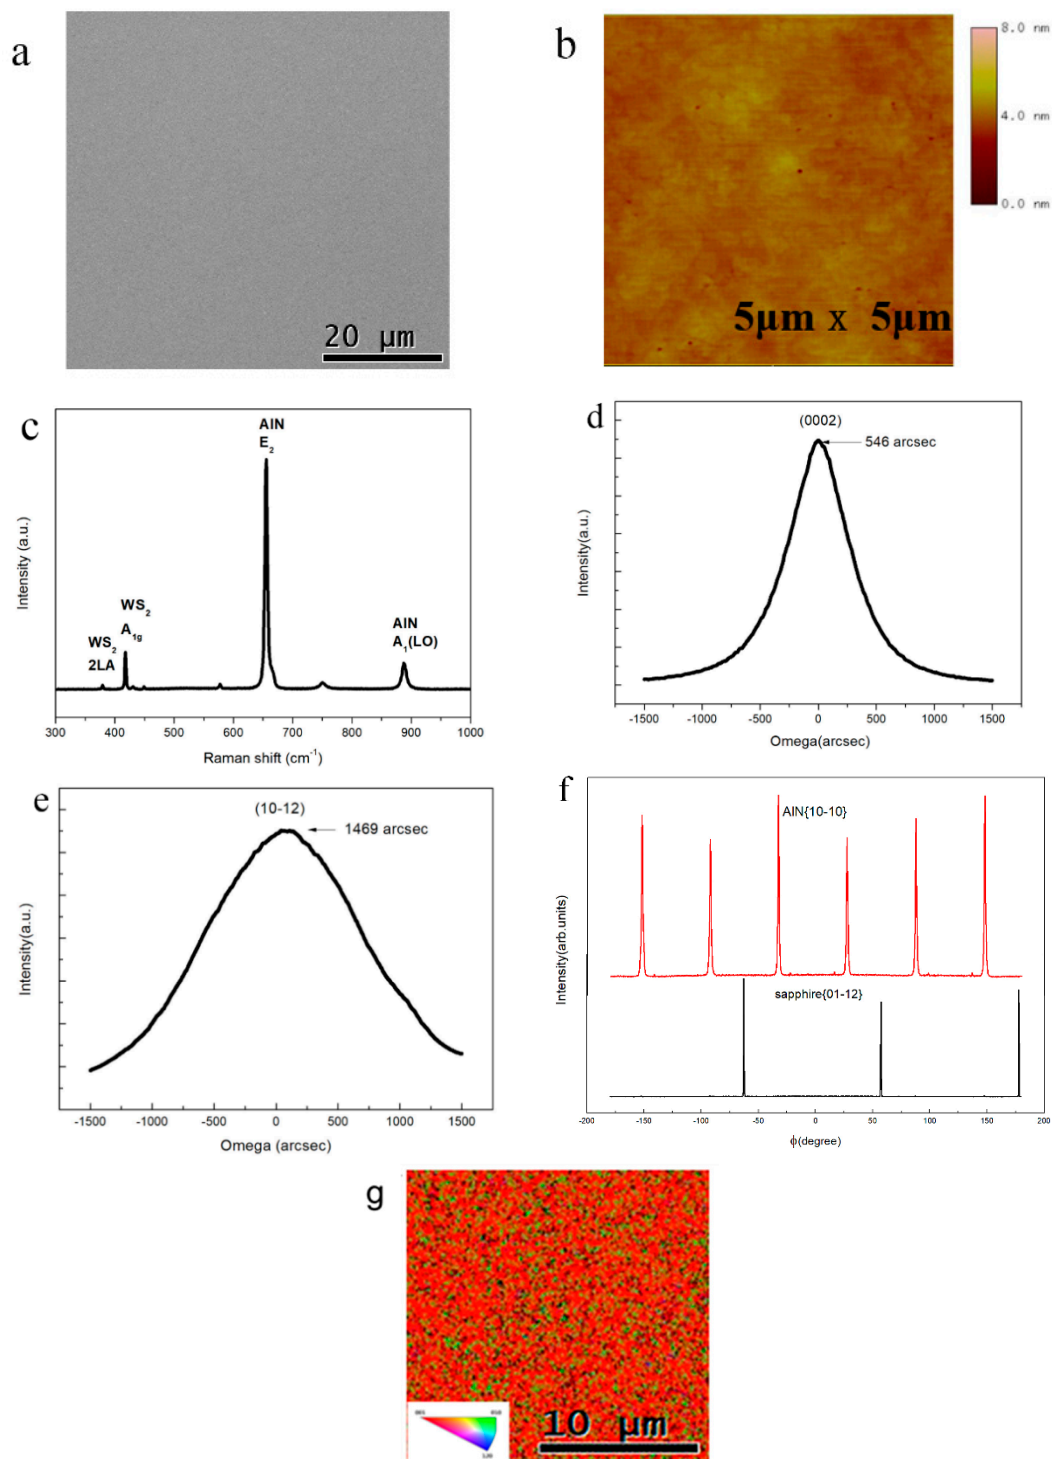 a
20 µm
b
8.0 nm
4.0 nm
0.0 nm
5µm x 5µm
c
AlN
E2
WS2
A1g
WS2
2LA
AlN
A1(LO)
Intensity (a.u.)
300 400 500 600 700 800 900 1000
Raman shift (cm-1)
d
(0002)
546 arcsec
Intensity(a.u.)
-1500 -1000 -500 0 500 1000 1500
Omega(arcsec)
e
(10-12)
1469 arcsec
Intensity(a.u.)
-1500 -1000 -500 0 500 1000 1500
Omega (arcsec)
f
AlN{10-10}
sapphire{01-12}
Intensity(arb.units)
-200 -150 -100 -50 0 50 100 150 200
ϕ(degree)
g
001 010
120
10 µm